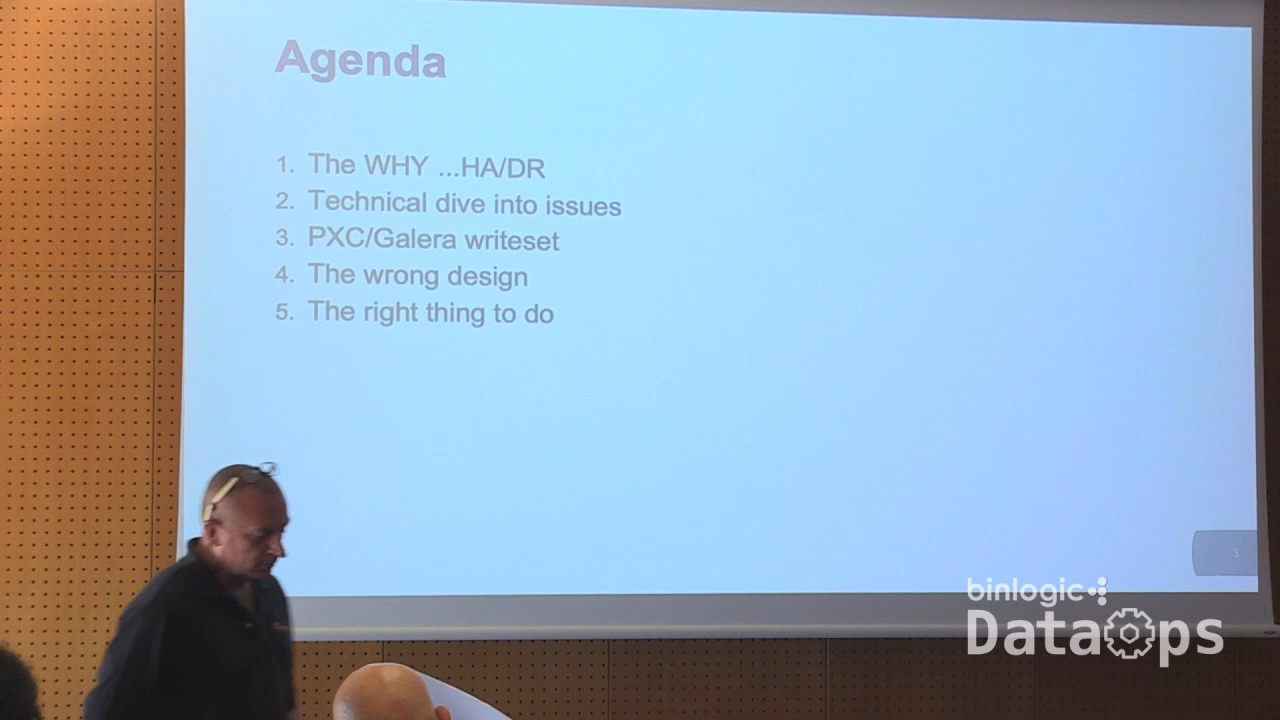 Agenda
1. The WHY ...HA/DR
2. Technical dive into issues
3. PXC/Galera writeset
4. The wrong design
5. The right thing to do
3
binlogic
DataOps